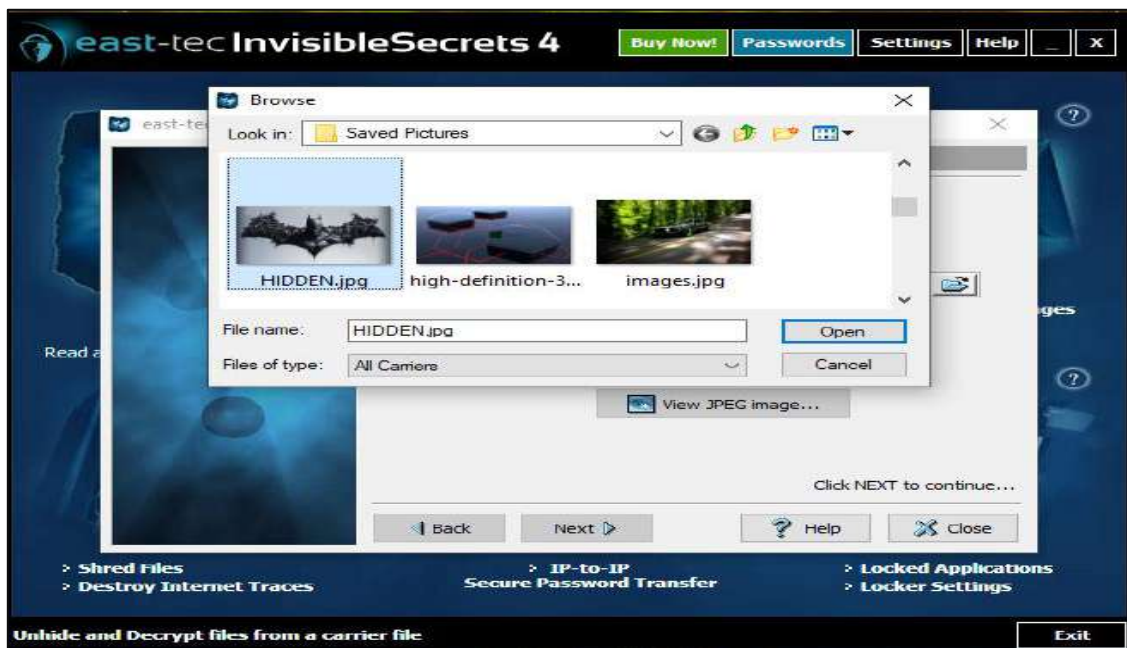 east-tec InvisibleSecrets 4
Buy Now! Passwords Settings Help _ X
Browse
east-te
Look in: Saved Pictures
HIDDEN.jpg high-definition-3... images.jpg
ges
File name: HIDDEN.jpg Open
Read a
Files of type: All Carriers Cancel
View JPEG image...
Click NEXT to continue...
Back Next Help Close
> Shred Files > IP-to-IP > Locked Applications
> Destroy Internet Traces Secure Password Transfer > Locker Settings
Unhide and Decrypt files from a carrier file Exit